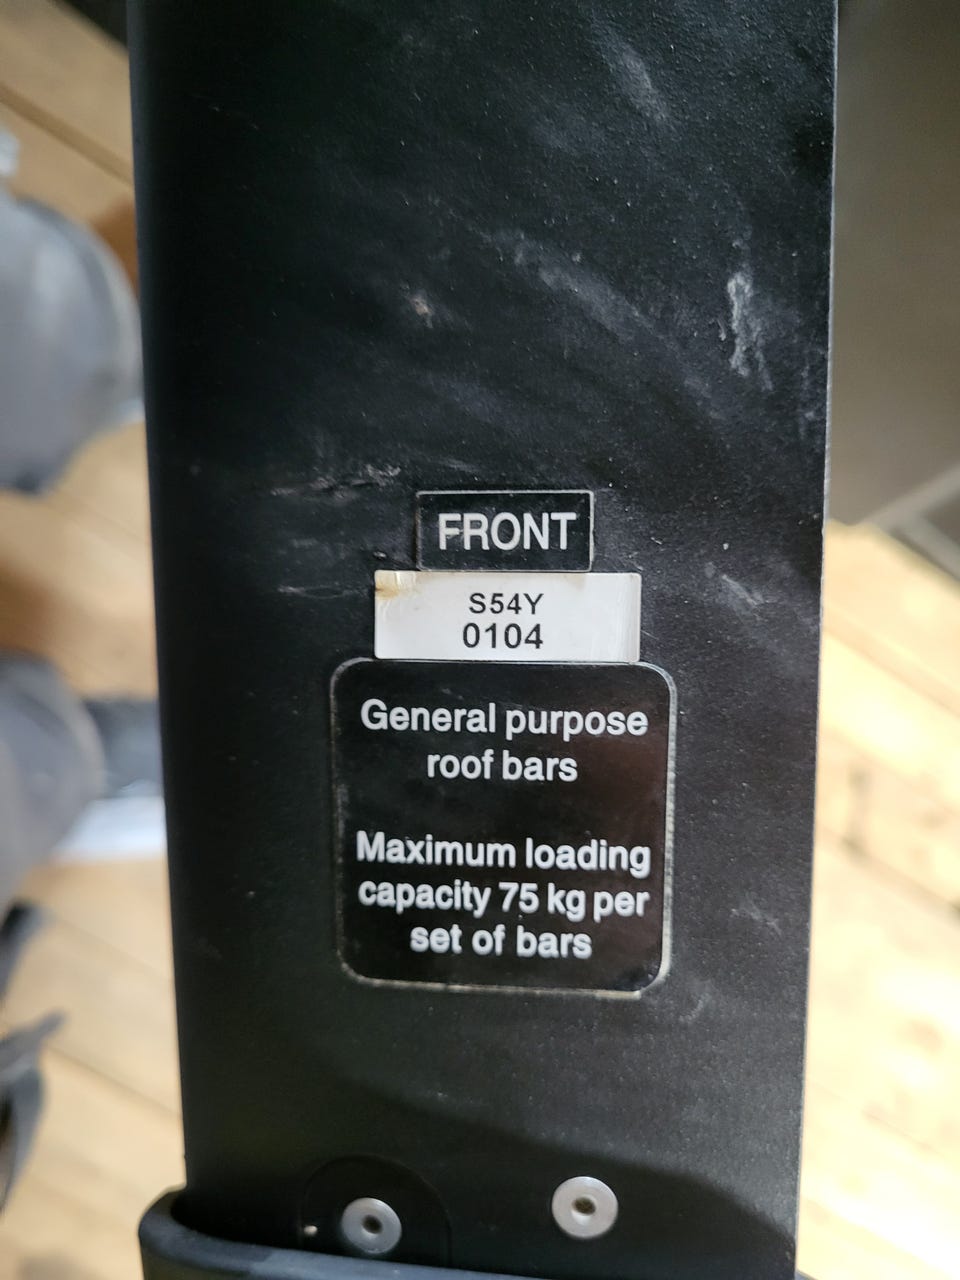 FRONT
S54Y
0104
General purpose
roof bars
Maximum loading
capacity 75 kg per
set of bars